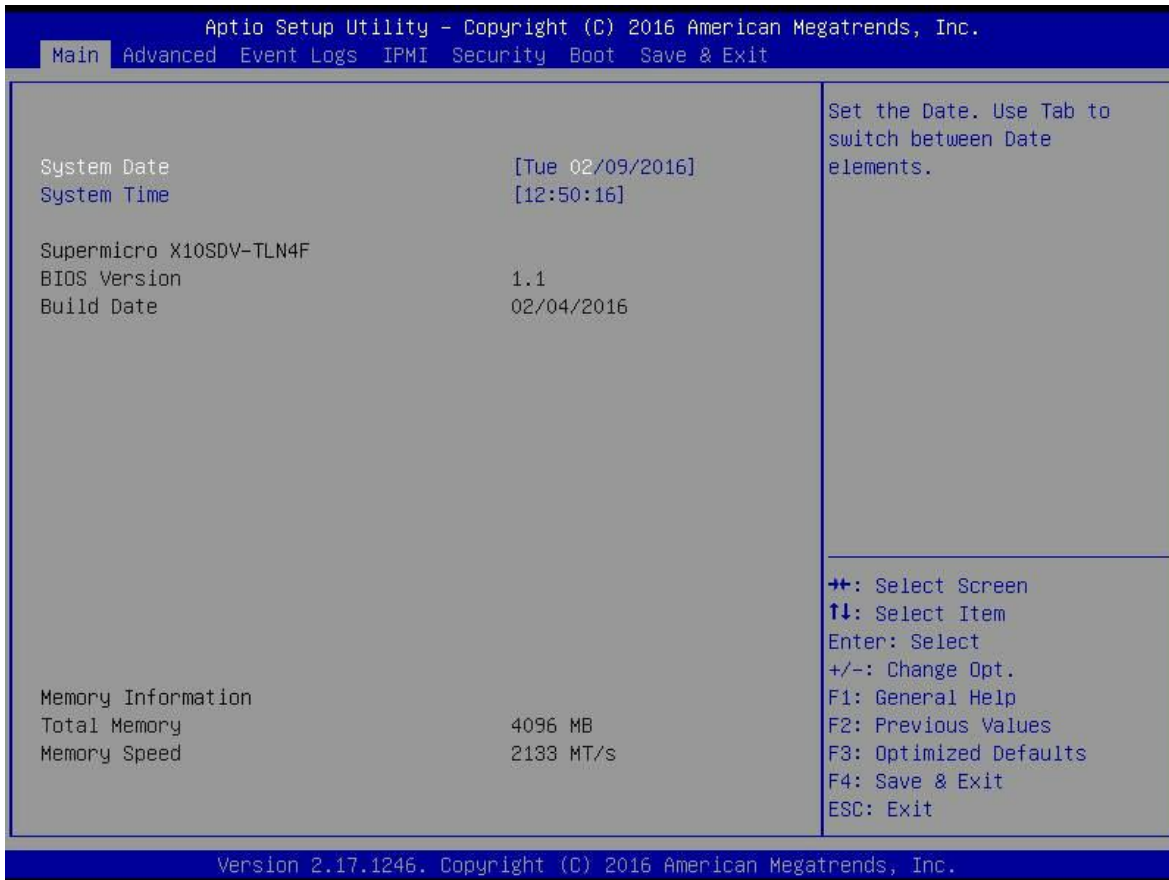 Aptio Setup Utility – Copyright (C) 2016 American Megatrends, Inc.
Main Advanced Event Logs IPMI Security Boot Save & Exit
System Date [Tue 02/09/2016]
System Time [12:50:16]
Supermicro X10SDV-TLN4F
BIOS Version 1.1
Build Date 02/04/2016
Memory Information
Total Memory 4096 MB
Memory Speed 2133 MT/s
Set the Date. Use Tab to
switch between Date
elements.
→←: Select Screen
↑↓: Select Item
Enter: Select
+/-: Change Opt.
F1: General Help
F2: Previous Values
F3: Optimized Defaults
F4: Save & Exit
ESC: Exit
Version 2.17.1246. Copyright (C) 2016 American Megatrends, Inc.